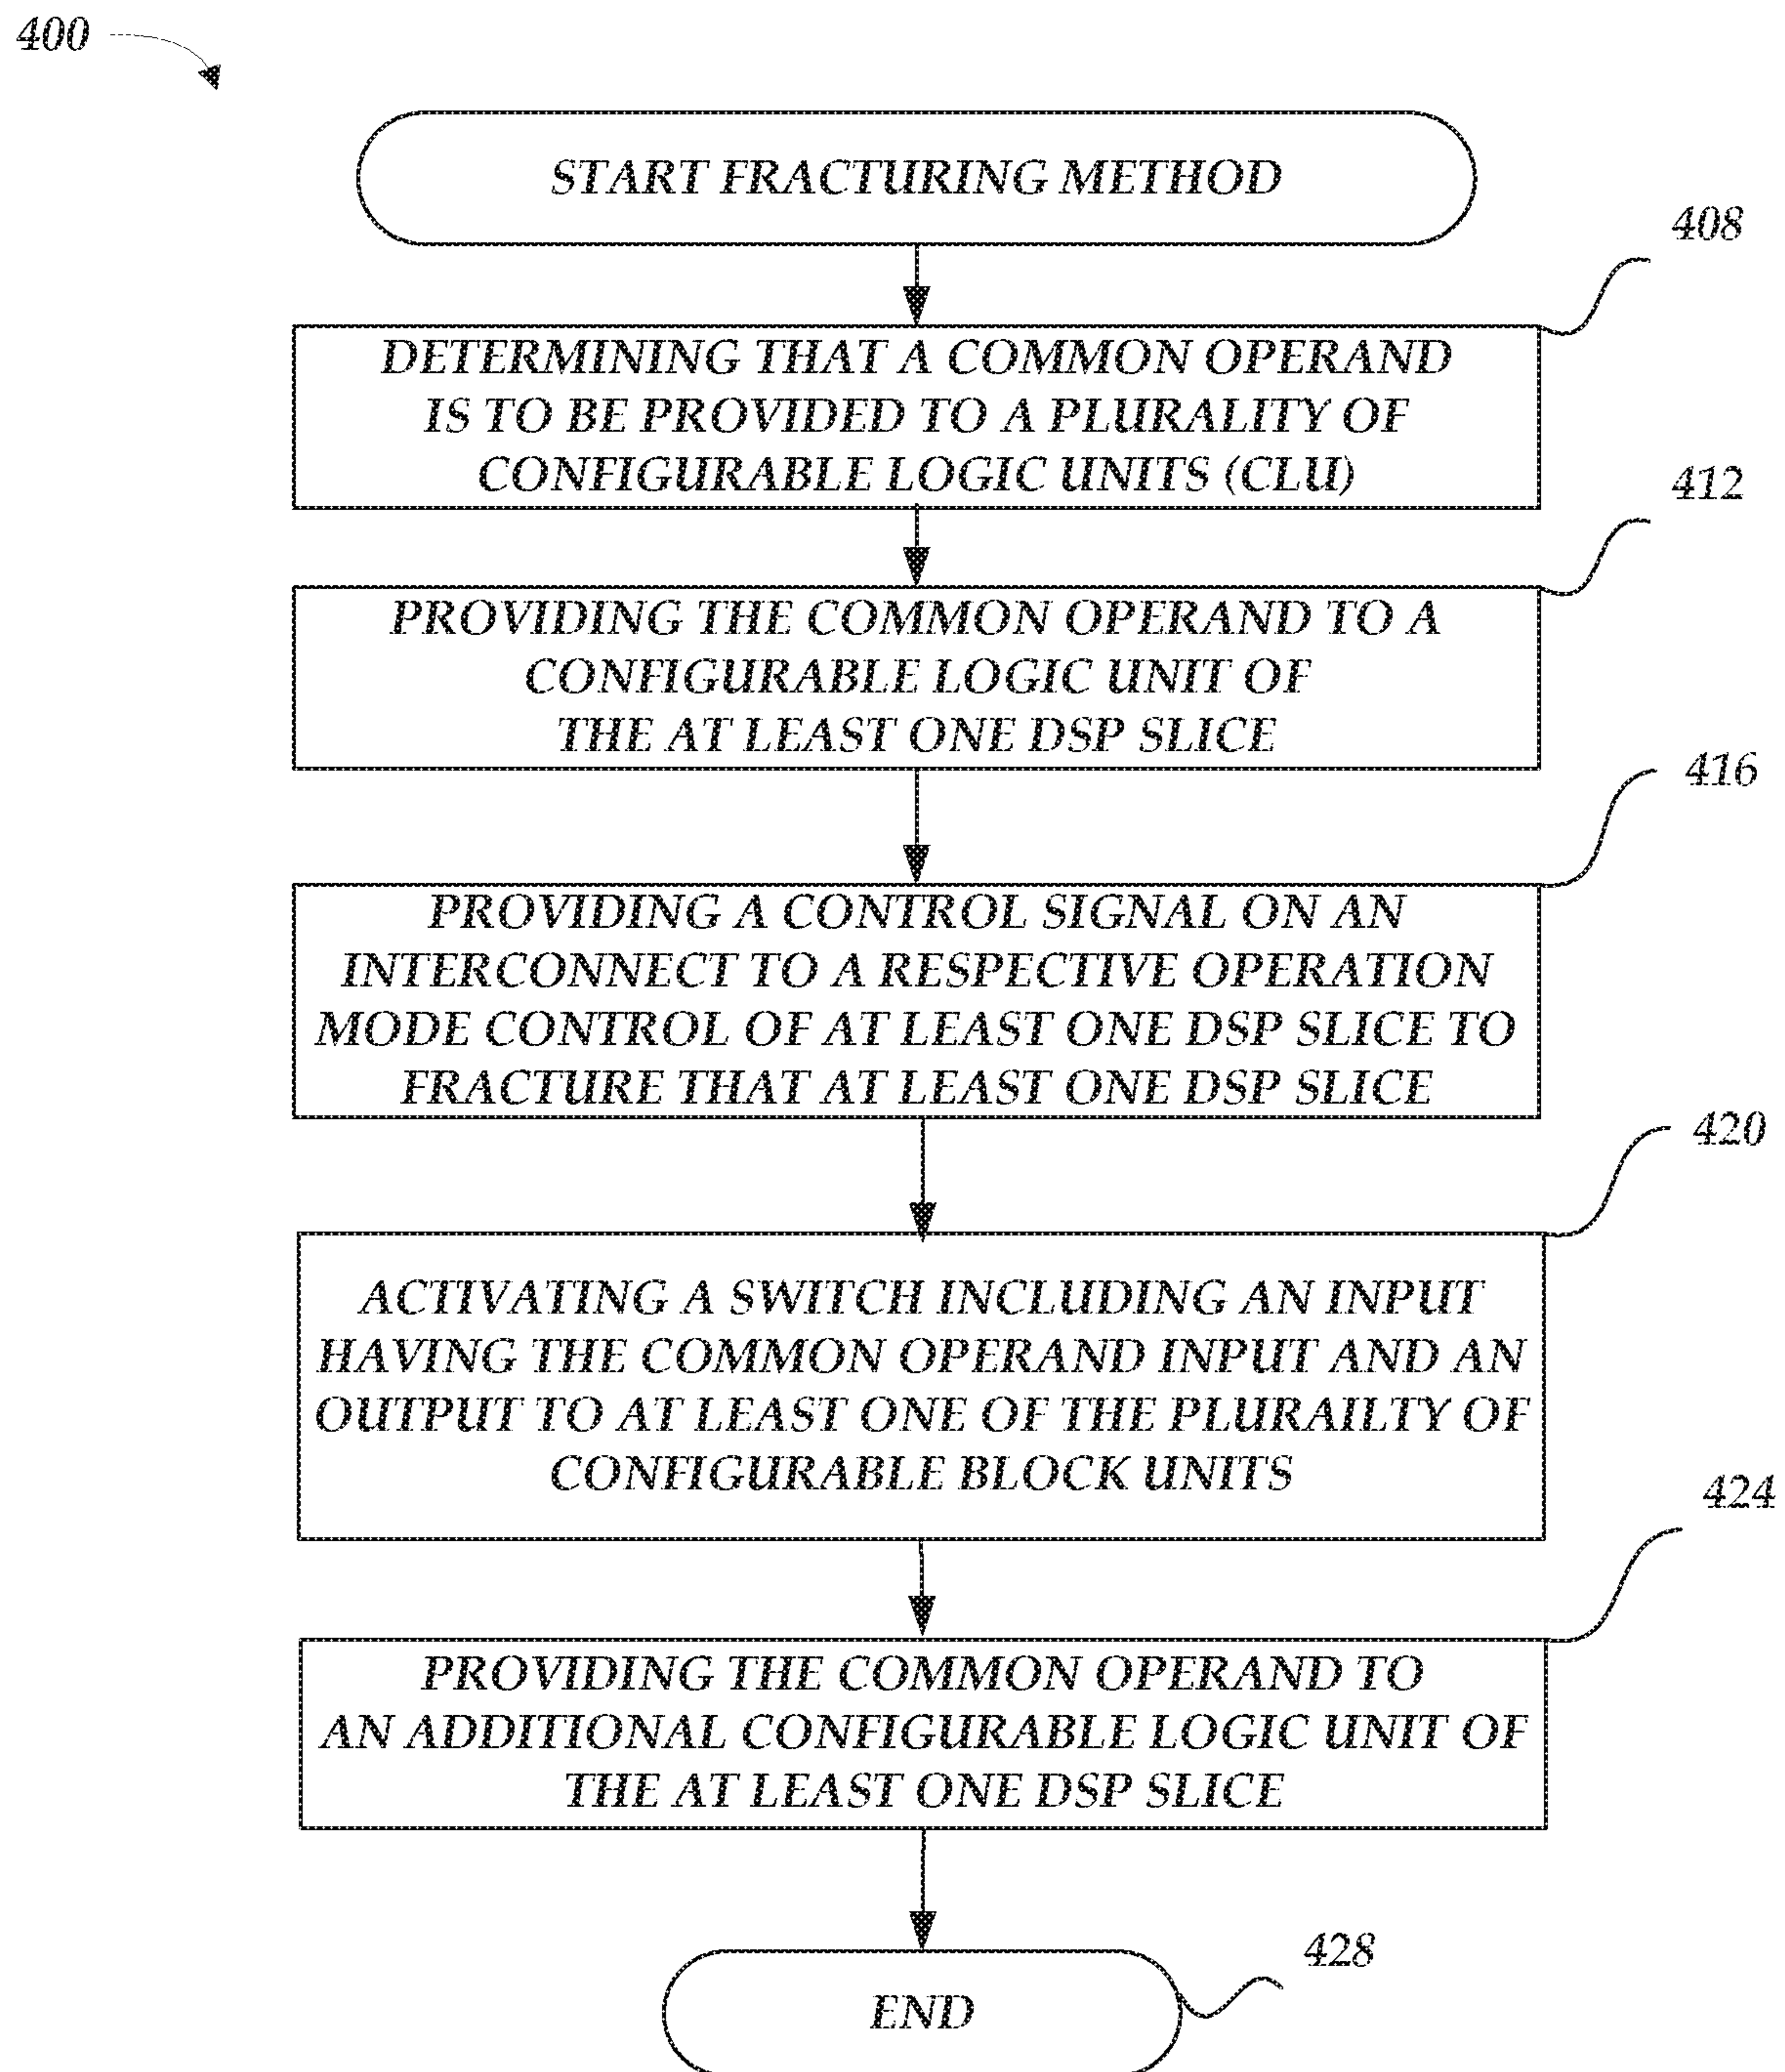 400
START FRACTURING METHOD
408
DETERMINING THAT A COMMON OPERAND
IS TO BE PROVIDED TO A PLURALITY OF
CONFIGURABLE LOGIC UNITS (CLU)
412
PROVIDING THE COMMON OPERAND TO A
CONFIGURABLE LOGIC UNIT OF
THE AT LEAST ONE DSP SLICE
416
PROVIDING A CONTROL SIGNAL ON AN
INTERCONNECT TO A RESPECTIVE OPERATION
MODE CONTROL OF AT LEAST ONE DSP SLICE TO
FRACTURE THAT AT LEAST ONE DSP SLICE
420
ACTIVATING A SWITCH INCLUDING AN INPUT
HAVING THE COMMON OPERAND INPUT AND AN
OUTPUT TO AT LEAST ONE OF THE PLURAILTY OF
CONFIGURABLE BLOCK UNITS
424
PROVIDING THE COMMON OPERAND TO
AN ADDITIONAL CONFIGURABLE LOGIC UNIT OF
THE AT LEAST ONE DSP SLICE
428
END